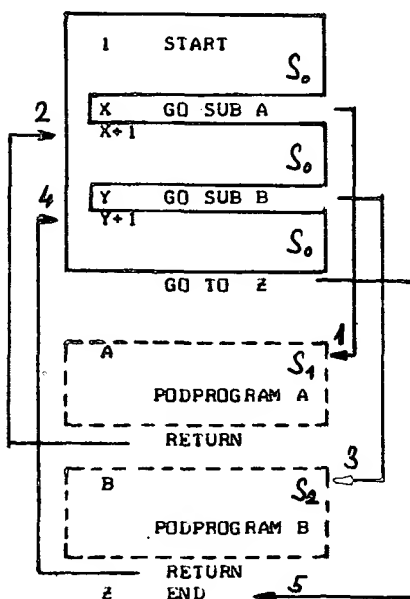 1 START
S₀
2
X GO SUB A
X+1
S₀
4
Y GO SUB B
Y+1
S₀
GO TO Z
1
A
S₁
PODPROGRAM A
RETURN
3
B
S₂
PODPROGRAM B
RETURN
Z END 5